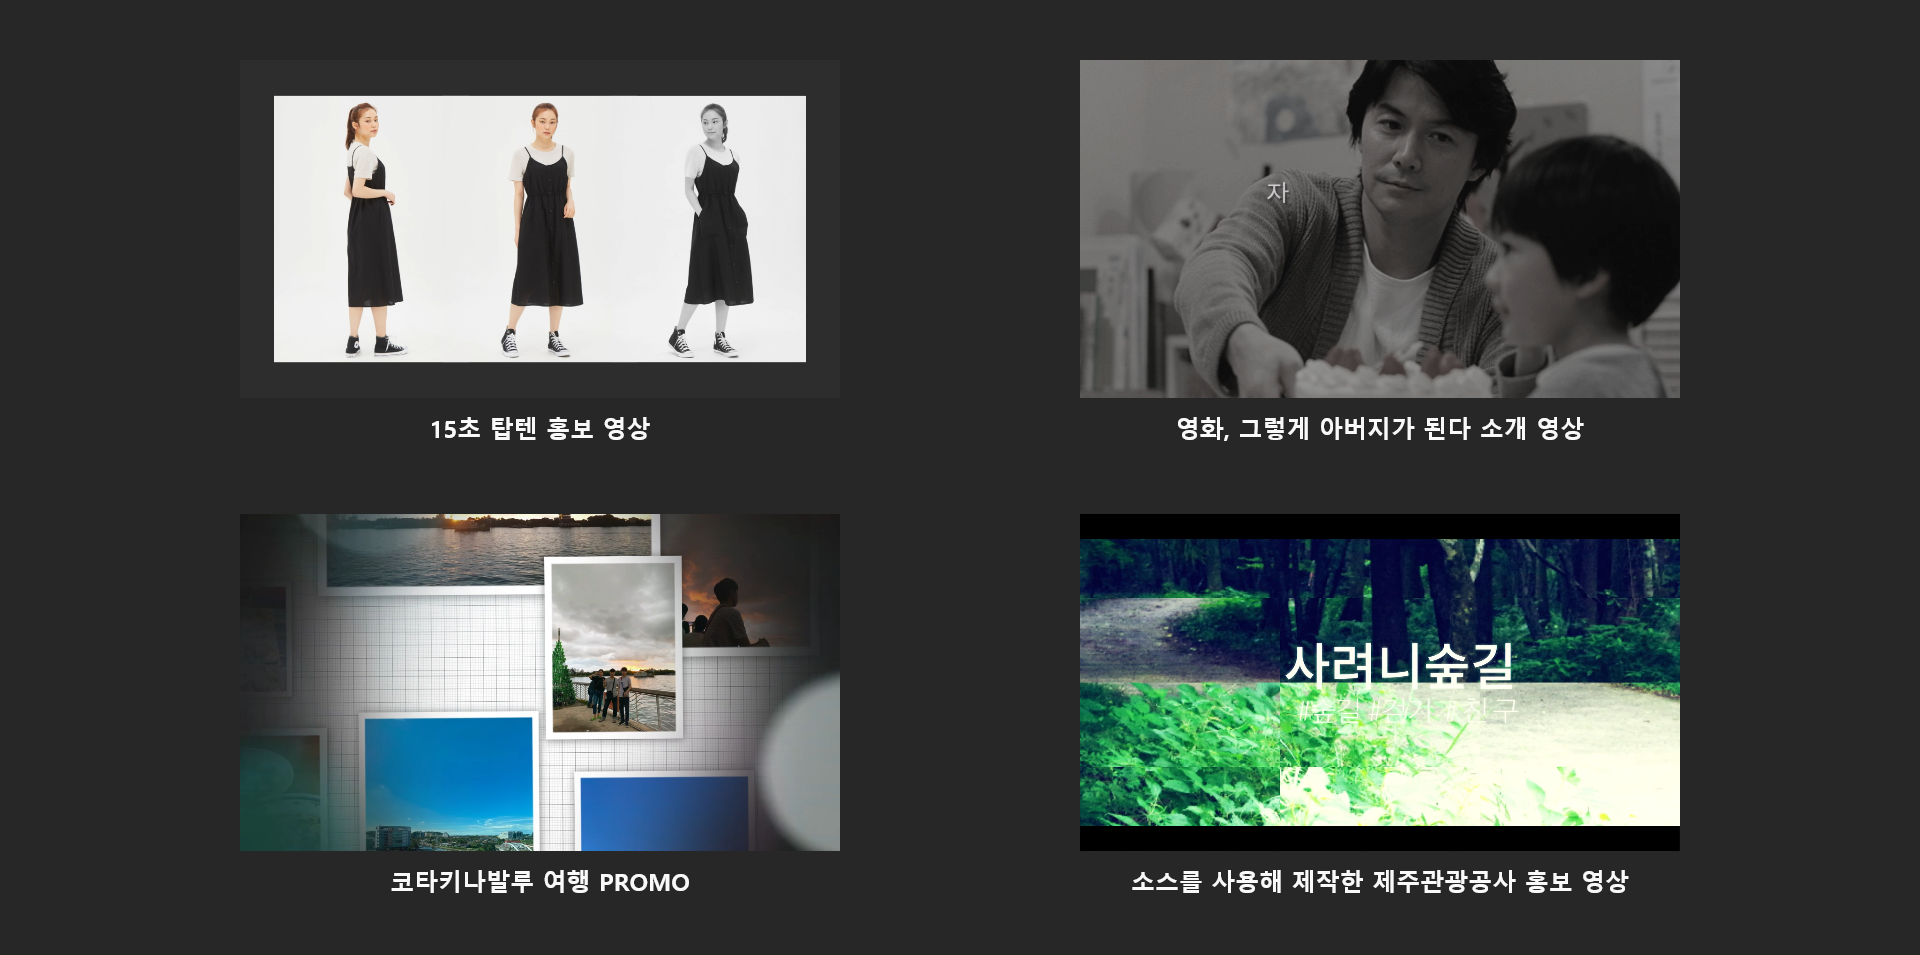 자
15초 탑텐 홍보 영상
영화, 그렇게 아버지가 된다 소개 영상
사려니숲길
#숲길 #걷기 # 친구
코타키나발루 여행 PROMO
소스를 사용해 제작한 제주관광공사 홍보 영상